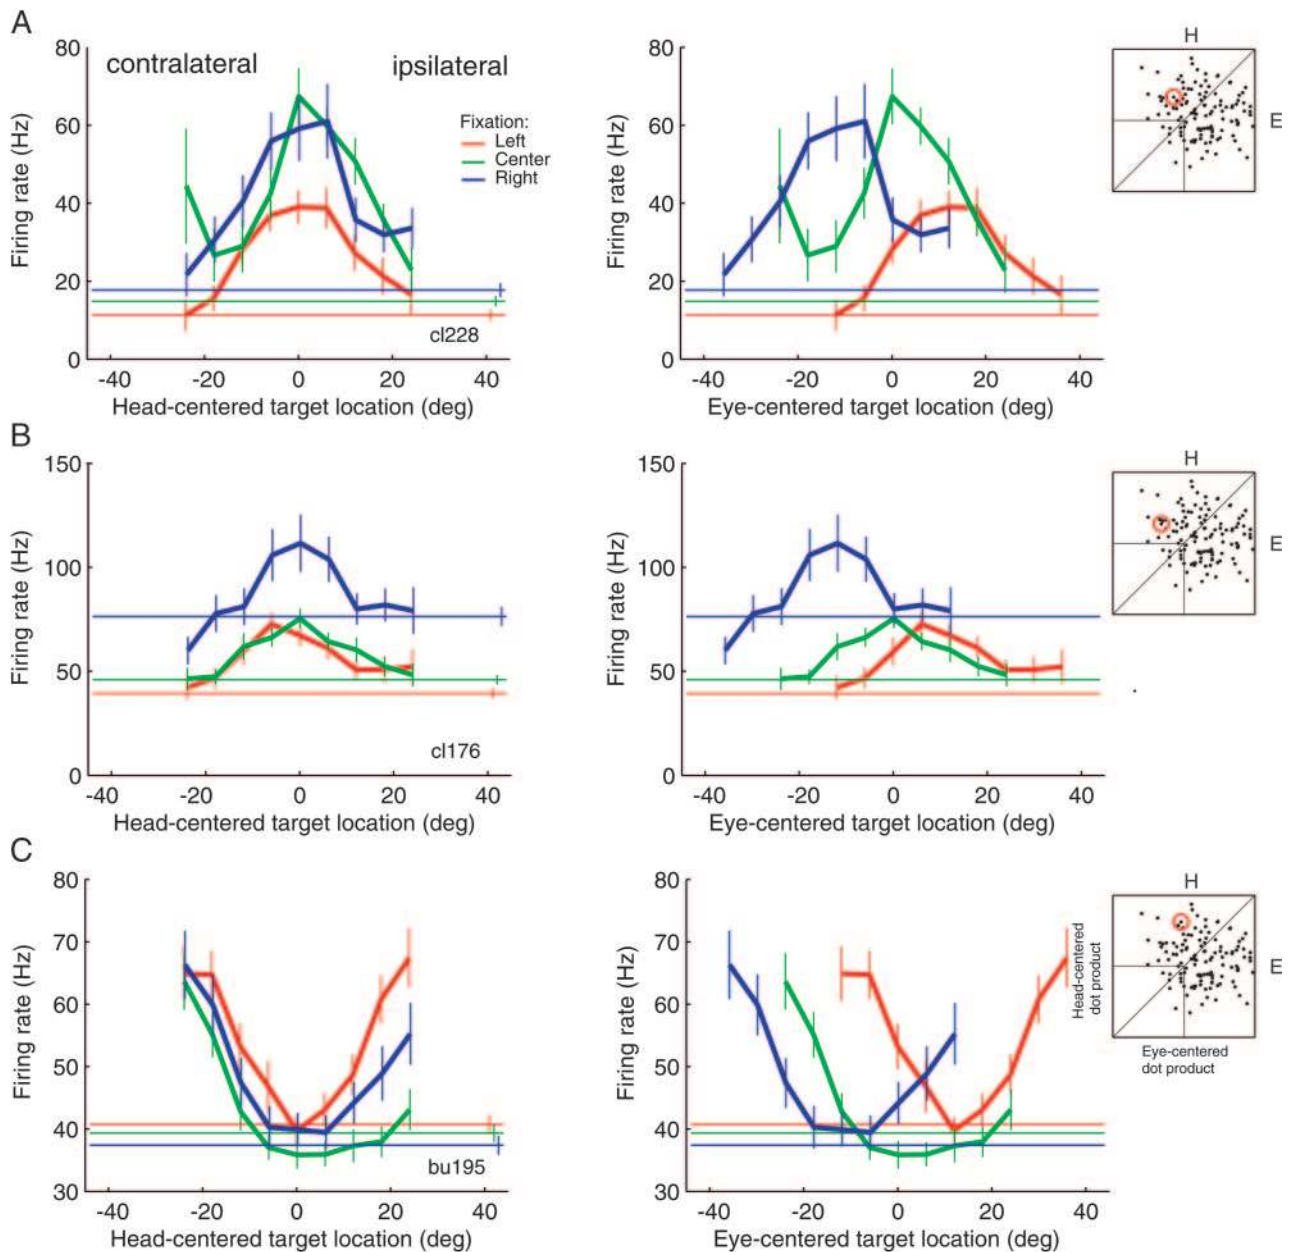 A
80
60
40
20
0
Firing rate (Hz)
contralateral
ipsilateral
Fixation:
Left
Center
Right
cl228
-40 -20 0 20 40
Head-centered target location (deg)
80
60
40
20
0
Firing rate (Hz)
-40 -20 0 20 40
Eye-centered target location (deg)
H
E
B
150
100
50
0
Firing rate (Hz)
cl176
-40 -20 0 20 40
Head-centered target location (deg)
150
100
50
0
Firing rate (Hz)
-40 -20 0 20 40
Eye-centered target location (deg)
H
E
C
80
70
60
50
40
30
Firing rate (Hz)
bu195
-40 -20 0 20 40
Head-centered target location (deg)
80
70
60
50
40
30
Firing rate (Hz)
-40 -20 0 20 40
Eye-centered target location (deg)
H
E
Head-centered
dot product
Eye-centered
dot product